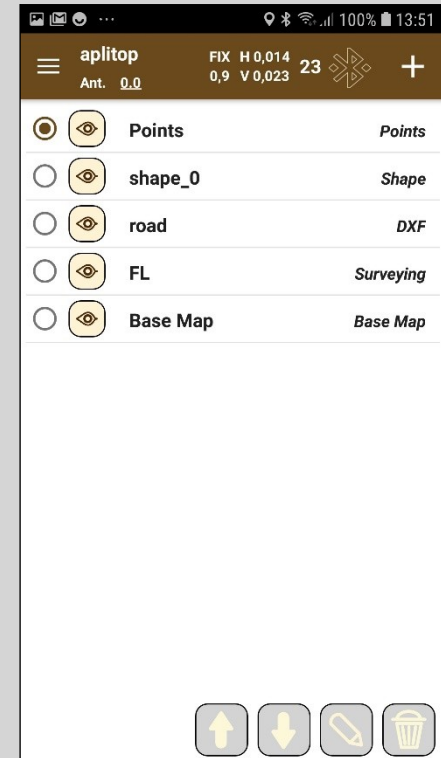 100% 13:51
aplitop FIX H 0,014 23
Ant. 0.0 0,9 V 0,023
Points Points
shape_0 Shape
road DXF
FL Surveying
Base Map Base Map